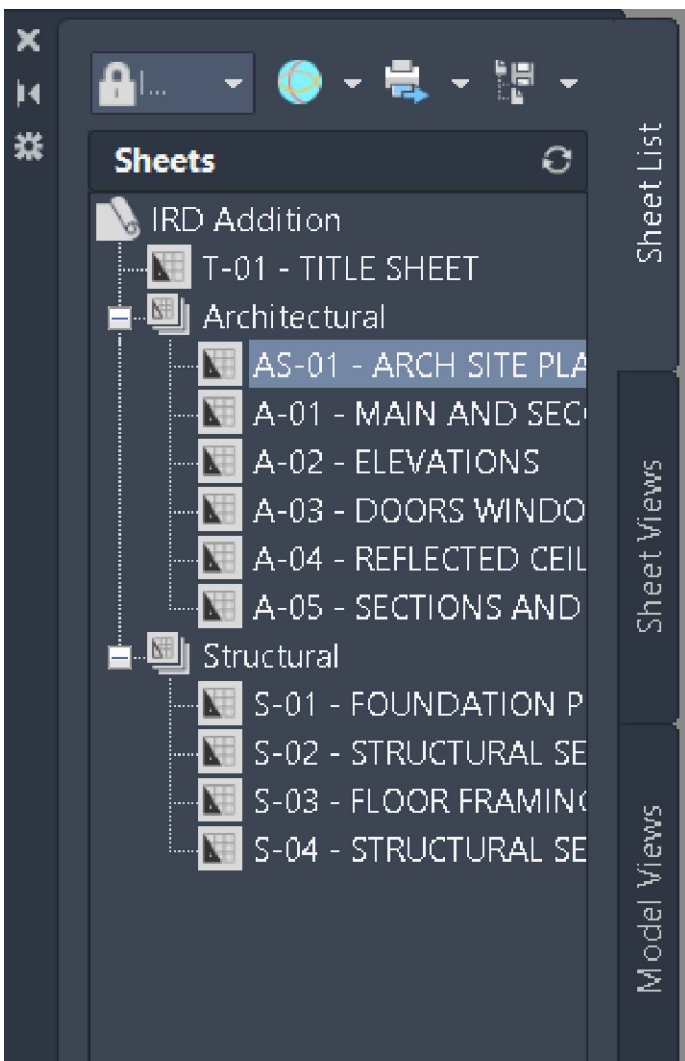 I...
Sheets
IRD Addition
T-01 - TITLE SHEET
Architectural
AS-01 - ARCH SITE PLA
A-01 - MAIN AND SEC
A-02 - ELEVATIONS
A-03 - DOORS WINDO
A-04 - REFLECTED CEIL
A-05 - SECTIONS AND
Structural
S-01 - FOUNDATION P
S-02 - STRUCTURAL SE
S-03 - FLOOR FRAMING
S-04 - STRUCTURAL SE
Sheet List
Sheet Views
Model Views